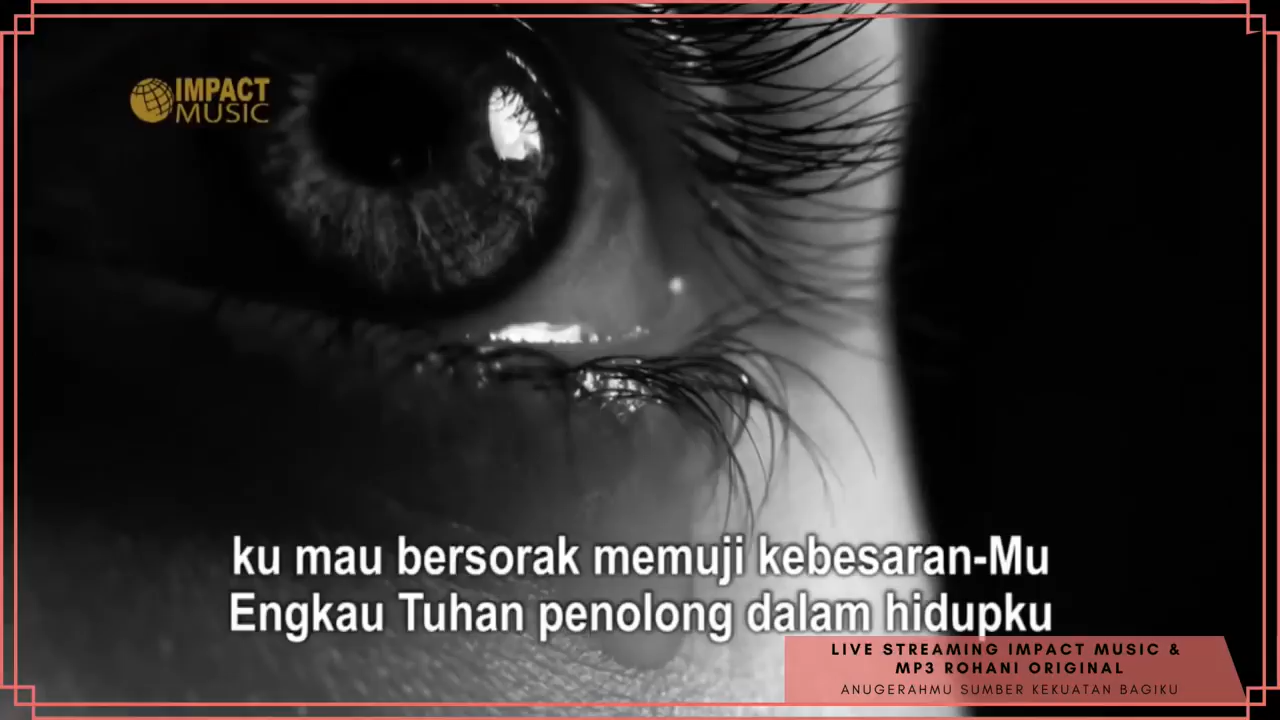 IMPACT
MUSIC
ku mau bersorak memuji kebesaran-Mu
Engkau Tuhan penolong dalam hidupku
LIVE STREAMING IMPACT MUSIC &
MP3 ROHANI ORIGINAL
ANUGERAHMU SUMBER KEKUATAN BAGIKU